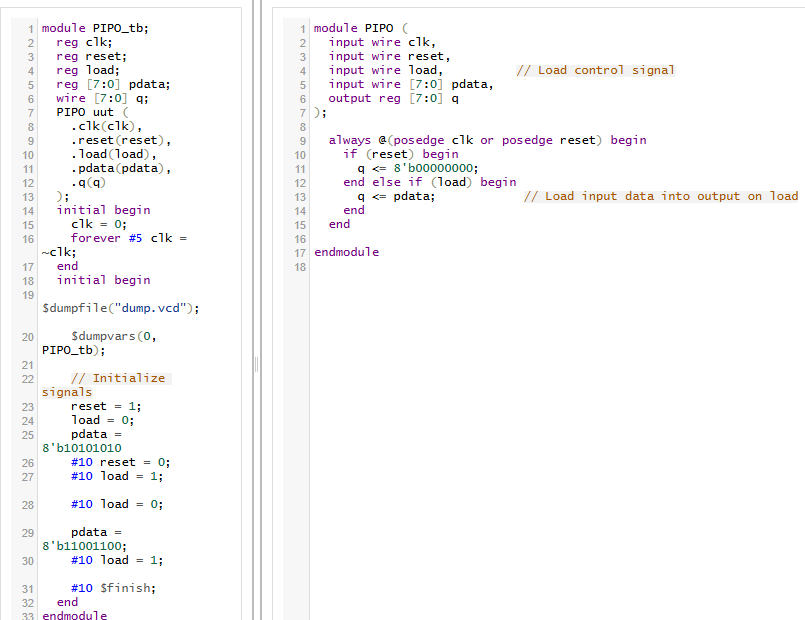 1 module PIPO_tb;
2 reg clk;
3 reg reset;
4 reg load;
5 reg [7:0] pdata;
6 wire [7:0] q;
7 PIPO uut (
8 .clk(clk),
9 .reset(reset),
10 .load(load),
11 .pdata(pdata),
12 .q(q)
13 );
14 initial begin
15 clk = 0;
16 forever #5 clk =
~clk;
17 end
18 initial begin
19
$dumpfile("dump.vcd");
20 $dumpvars(0,
PIPO_tb);
21
22 // Initialize
signals
23 reset = 1;
24 load = 0;
25 pdata =
8'b10101010
26 #10 reset = 0;
27 #10 load = 1;
28 #10 load = 0;
29 pdata =
8'b11001100;
30 #10 load = 1;
31 #10 $finish;
32 end
33 endmodule
1 module PIPO (
2 input wire clk,
3 input wire reset,
4 input wire load, // Load control signal
5 input wire [7:0] pdata,
6 output reg [7:0] q
7 );
8
9 always @(posedge clk or posedge reset) begin
10 if (reset) begin
11 q <= 8'b00000000;
12 end else if (load) begin
13 q <= pdata; // Load input data into output on load
14 end
15 end
16
17 endmodule
18